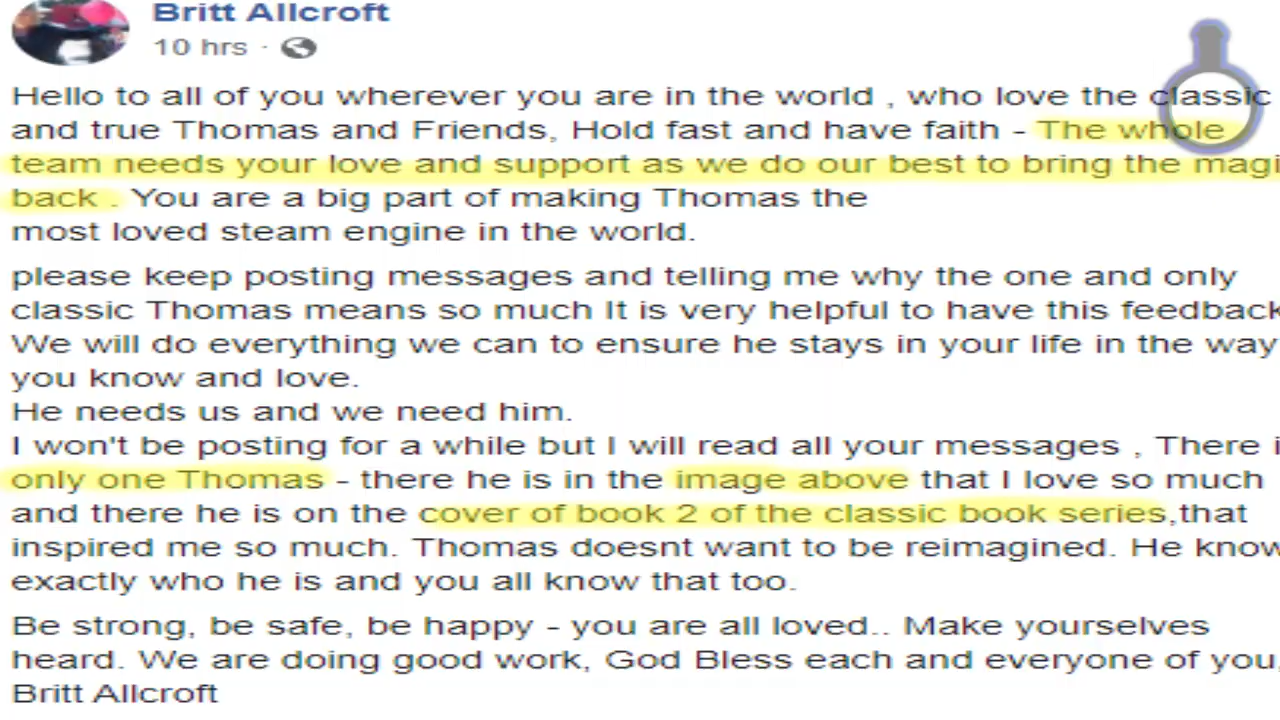 Britt Allcroft
10 hrs ·
Hello to all of you wherever you are in the world , who love the classic
and true Thomas and Friends, Hold fast and have faith - The whole
team needs your love and support as we do our best to bring the magi
back . You are a big part of making Thomas the
most loved steam engine in the world.
please keep posting messages and telling me why the one and only
classic Thomas means so much It is very helpful to have this feedback
We will do everything we can to ensure he stays in your life in the way
you know and love.
He needs us and we need him.
I won't be posting for a while but I will read all your messages , There i
only one Thomas - there he is in the image above that I love so much
and there he is on the cover of book 2 of the classic book series,that
inspired me so much. Thomas doesnt want to be reimagined. He know
exactly who he is and you all know that too.
Be strong, be safe, be happy - you are all loved.. Make yourselves
heard. We are doing good work, God Bless each and everyone of you,
Britt Allcroft